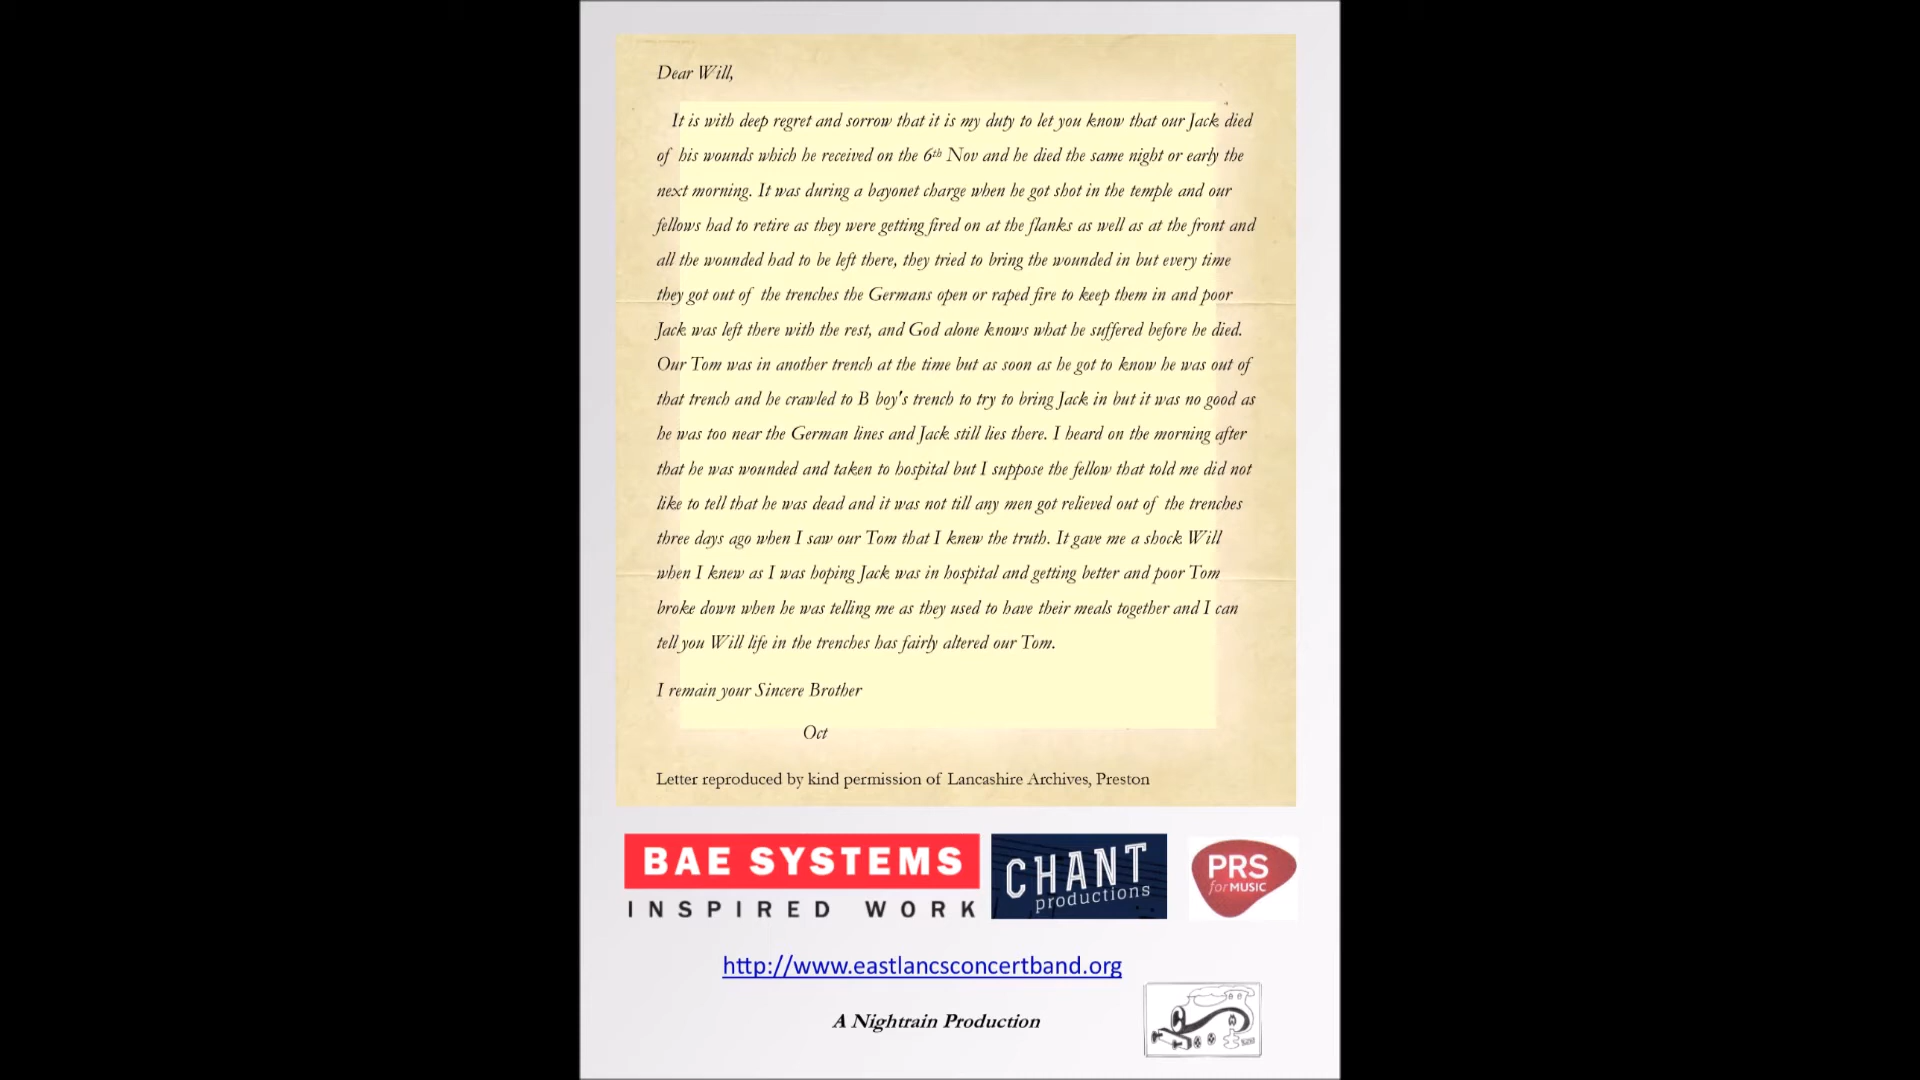 Dear Will,
It is with deep regret and sorrow that it is my duty to let you know that our Jack died
of his wounds which he received on the 6th Nov and he died the same night or early the
next morning. It was during a bayonet charge when he got shot in the temple and our
fellows had to retire as they were getting fired on at the flanks as well as at the front and
all the wounded had to be left there, they tried to bring the wounded in but every time
they got out of the trenches the Germans open or raped fire to keep them in and poor
Jack was left there with the rest, and God alone knows what he suffered before he died.
Our Tom was in another trench at the time but as soon as he got to know he was out of
that trench and he crawled to B boy's trench to try to bring Jack in but it was no good as
he was too near the German lines and Jack still lies there. I heard on the morning after
that he was wounded and taken to hospital but I suppose the fellow that told me did not
like to tell that he was dead and it was not till any men got relieved out of the trenches
three days ago when I saw our Tom that I knew the truth. It gave me a shock Will
when I knew as I was hoping Jack was in hospital and getting better and poor Tom
broke down when he was telling me as they used to have their meals together and I can
tell you Will life in the trenches has fairly altered our Tom.
I remain your Sincere Brother
Oct
Letter reproduced by kind permission of Lancashire Archives, Preston
BAE SYSTEMS
INSPIRED WORK
CHANT
productions
PRS
for MUSIC
http://www.eastlancsconcertband.org
A Nightrain Production